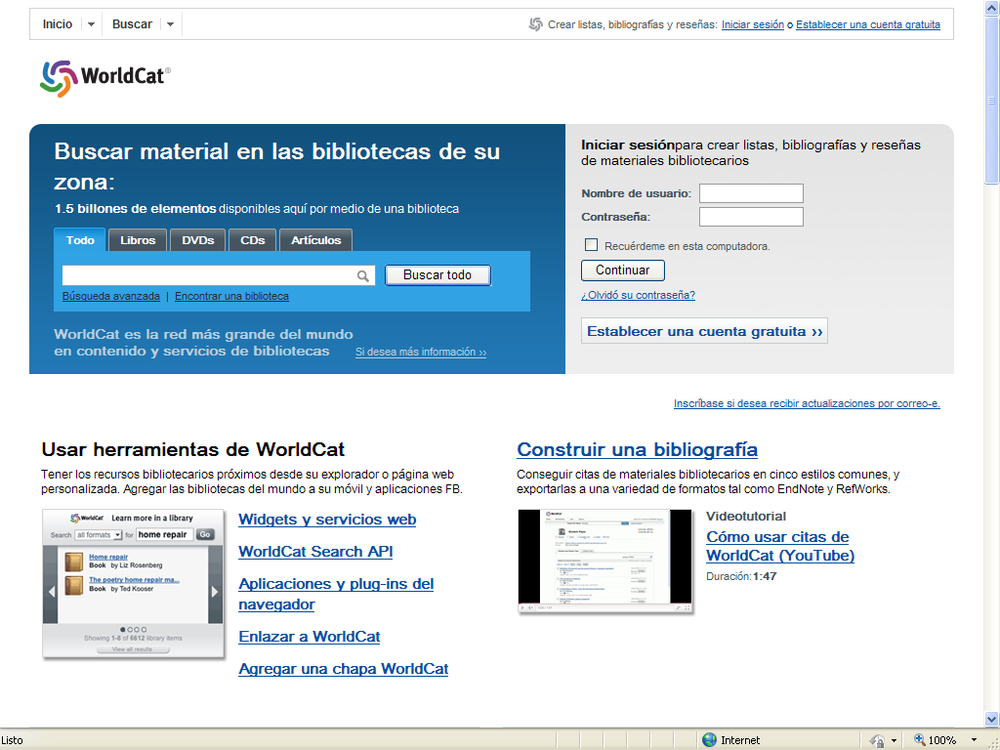 Inicio Buscar Crear listas, bibliografías y reseñas: Iniciar sesión o Establecer una cuenta gratuita
WorldCat®
Buscar material en las bibliotecas de su
zona:
1.5 billones de elementos disponibles aquí por medio de una biblioteca
Todo Libros DVDs CDs Artículos
Buscar todo
Búsqueda avanzada | Encontrar una biblioteca
WorldCat es la red más grande del mundo
en contenido y servicios de bibliotecas Si desea más información ››
Iniciar sesiónpara crear listas, bibliografías y reseñas
de materiales bibliotecarios
Nombre de usuario:
Contraseña:
Recuérdeme en esta computadora.
Continuar
¿Olvidó su contraseña?
Establecer una cuenta gratuita ››
Inscríbase si desea recibir actualizaciones por correo-e.
Usar herramientas de WorldCat
Tener los recursos bibliotecarios próximos desde su explorador o página web
personalizada. Agregar las bibliotecas del mundo a su móvil y aplicaciones FB.
WorldCat Learn more in a library
Search all formats for home repair Go
Home repair
Book by Liz Rosenberg
The poetry home repair ma...
Book by Ted Kooser
Showing 1-6 of 6612 library items
View all results
Widgets y servicios web
WorldCat Search API
Aplicaciones y plug-ins del
navegador
Enlazar a WorldCat
Agregar una chapa WorldCat
Construir una bibliografía
Conseguir citas de materiales bibliotecarios en cinco estilos comunes, y
exportarlas a una variedad de formatos tal como EndNote y RefWorks.
Videotutorial
Cómo usar citas de
WorldCat (YouTube)
Duración:1:47
Listo Internet 100%